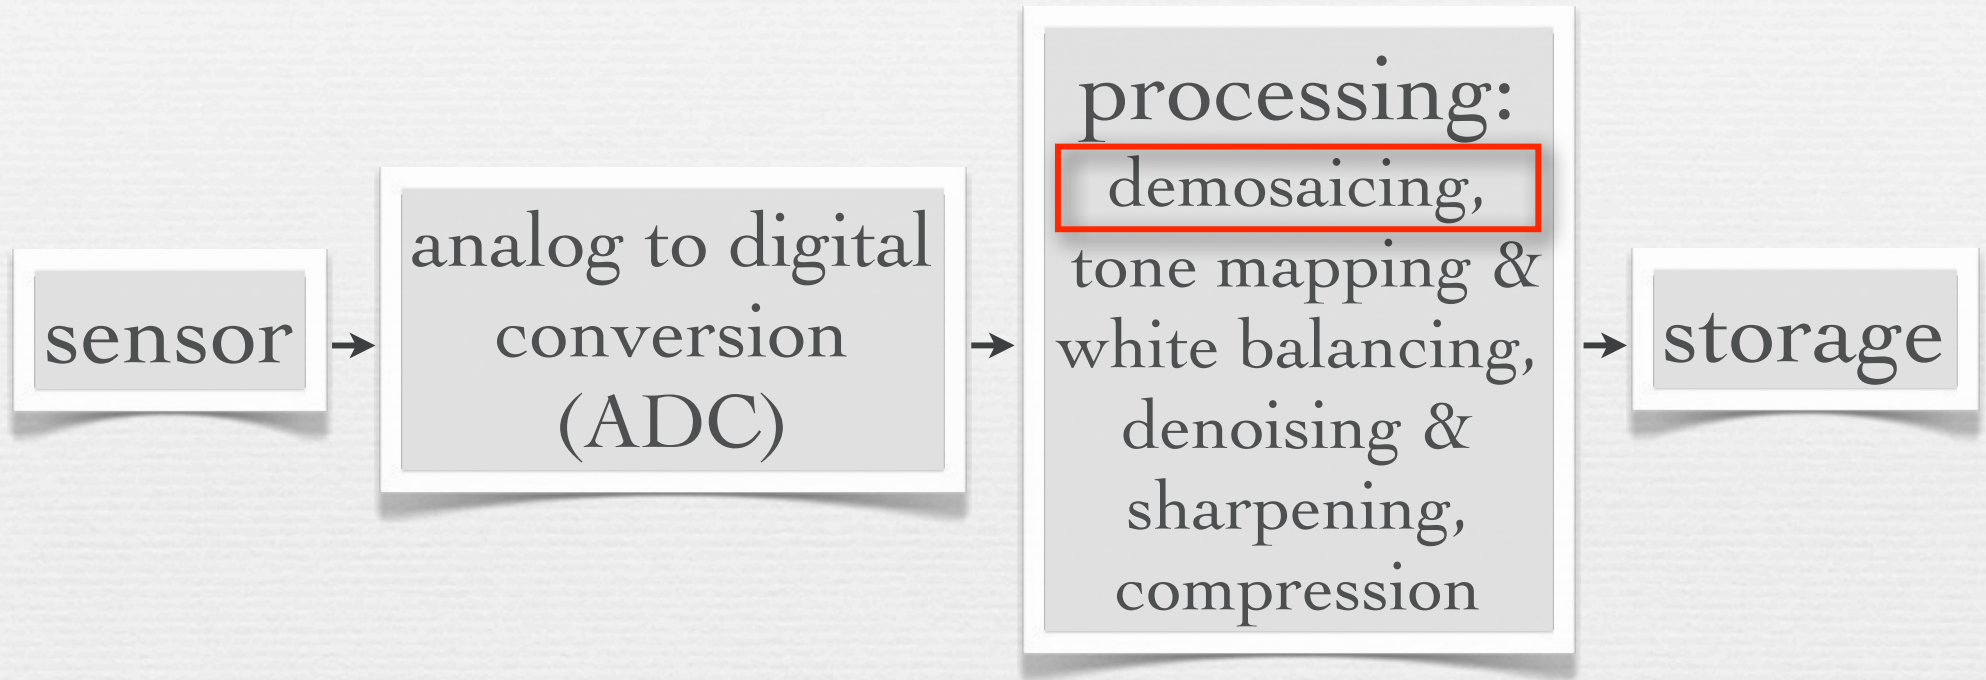 sensor
analog to digital
conversion
(ADC)
processing:
demosaicing,
tone mapping &
white balancing,
denoising &
sharpening,
compression
storage